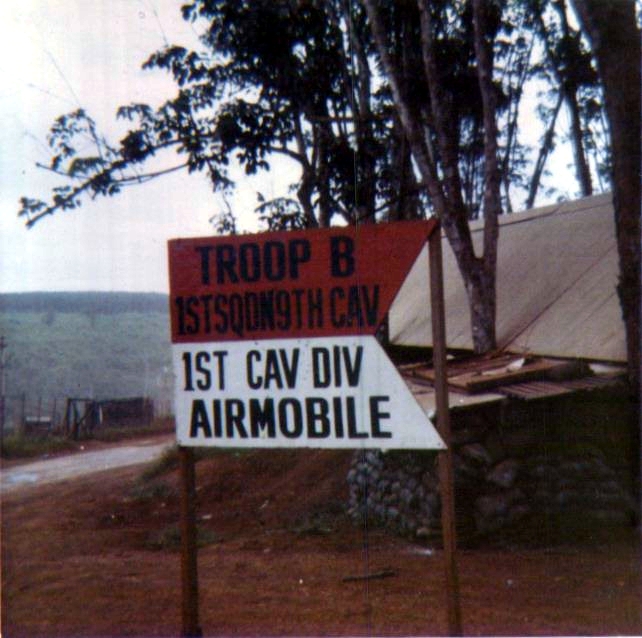 TROOP B
1STSQDN9TH CAV
1ST CAV DIV
AIRMOBILE